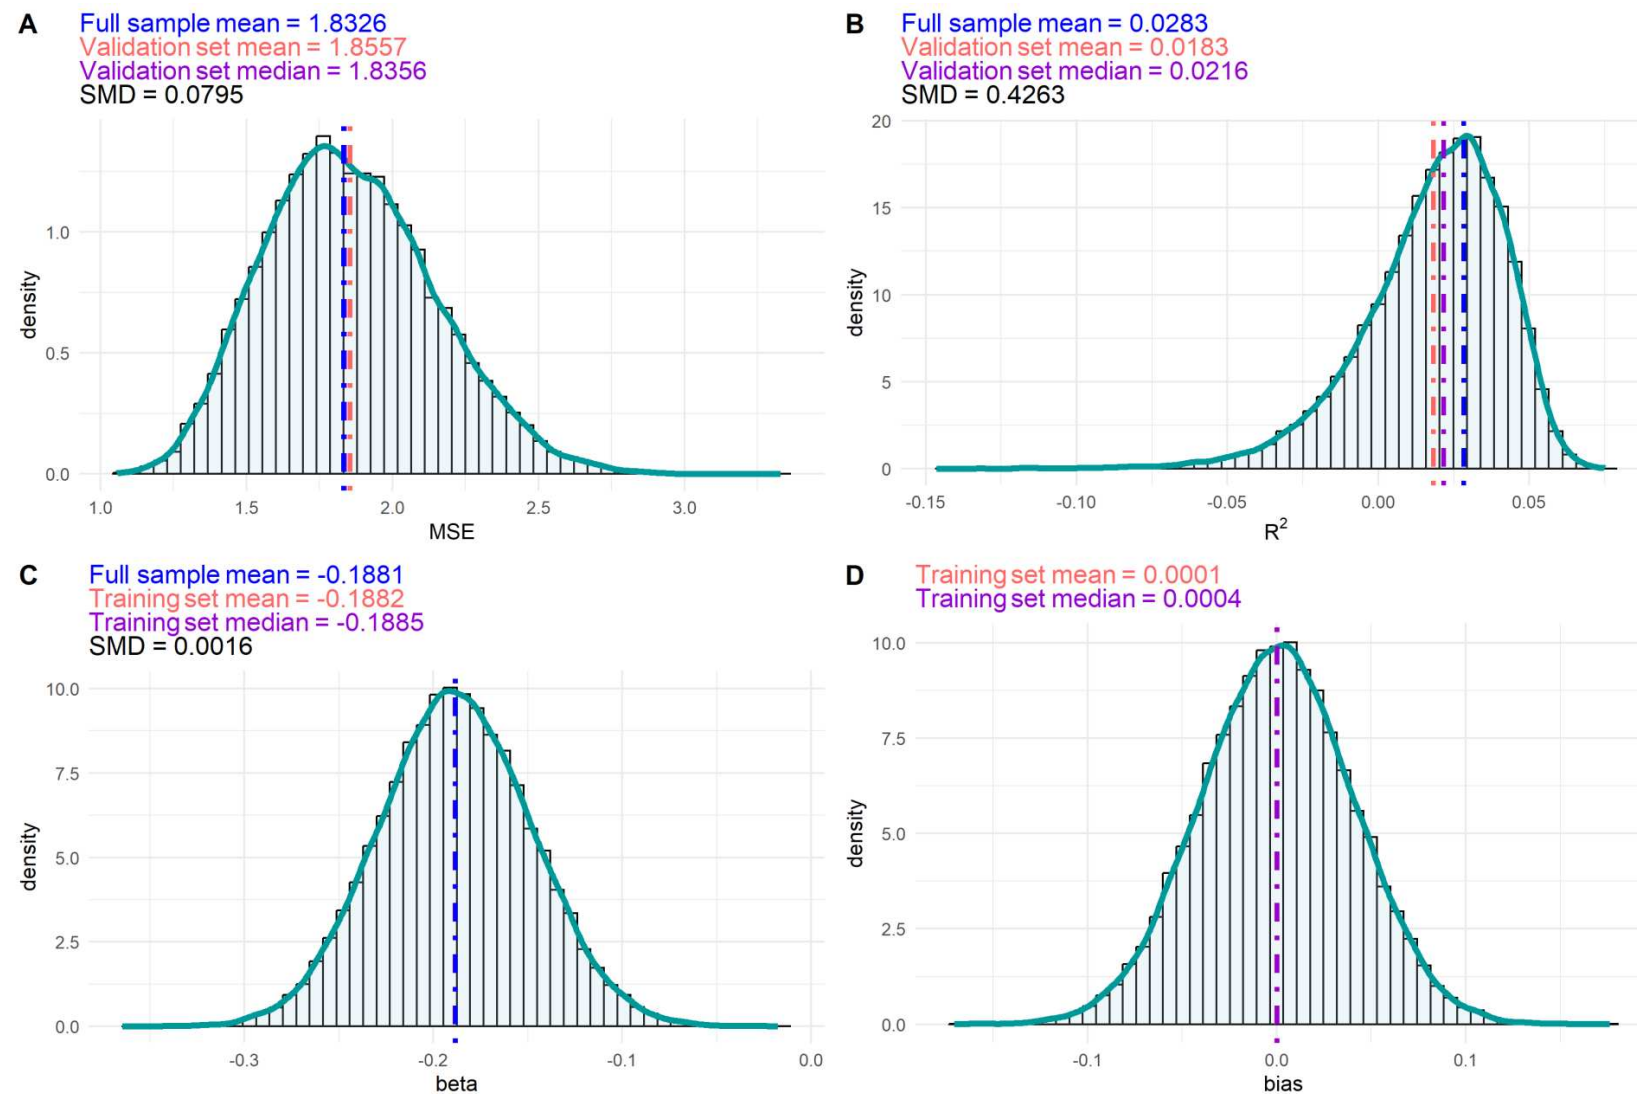 A
Full sample mean = 1.8326
Validation set mean = 1.8557
Validation set median = 1.8356
SMD = 0.0795
density
1.0
0.5
0.0
1.0 1.5 2.0 2.5 3.0
MSE
B
Full sample mean = 0.0283
Validation set mean = 0.0183
Validation set median = 0.0216
SMD = 0.4263
density
20
15
10
5
0
-0.15 -0.10 -0.05 0.00 0.05
R²
C
Full sample mean = -0.1881
Training set mean = -0.1882
Training set median = -0.1885
SMD = 0.0016
density
10.0
7.5
5.0
2.5
0.0
-0.3 -0.2 -0.1 0.0
beta
D
Training set mean = 0.0001
Training set median = 0.0004
density
10.0
7.5
5.0
2.5
0.0
-0.1 0.0 0.1
bias